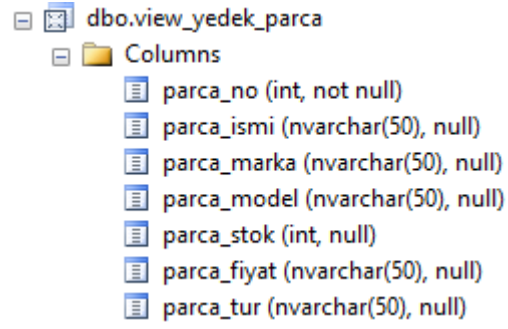 dbo.view_yedek_parca
Columns
parca_no (int, not null)
parca_ismi (nvarchar(50), null)
parca_marka (nvarchar(50), null)
parca_model (nvarchar(50), null)
parca_stok (int, null)
parca_fiyat (nvarchar(50), null)
parca_tur (nvarchar(50), null)